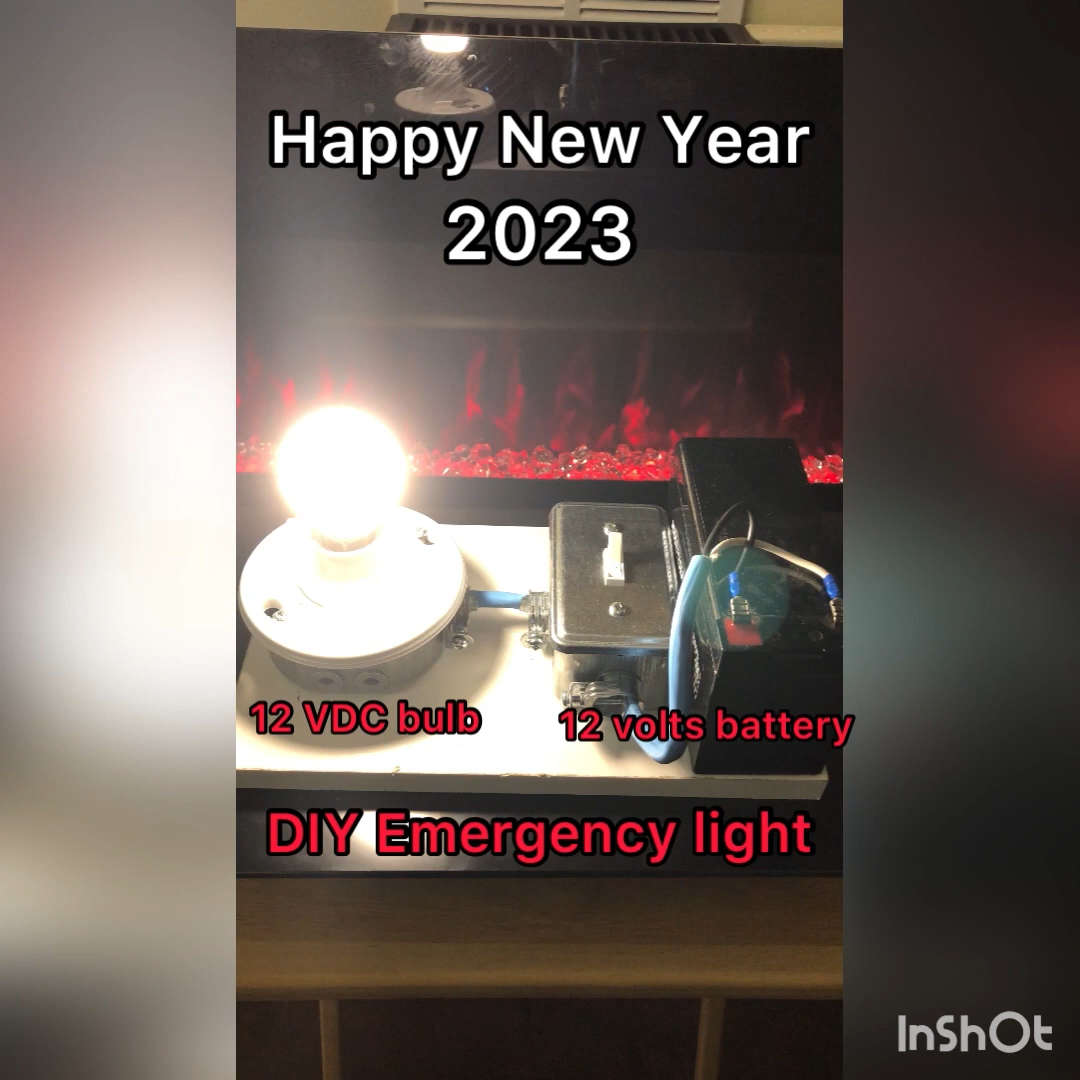 Happy New Year
2023
12 VDC bulb
12 volts battery
DIY Emergency light
InShOt